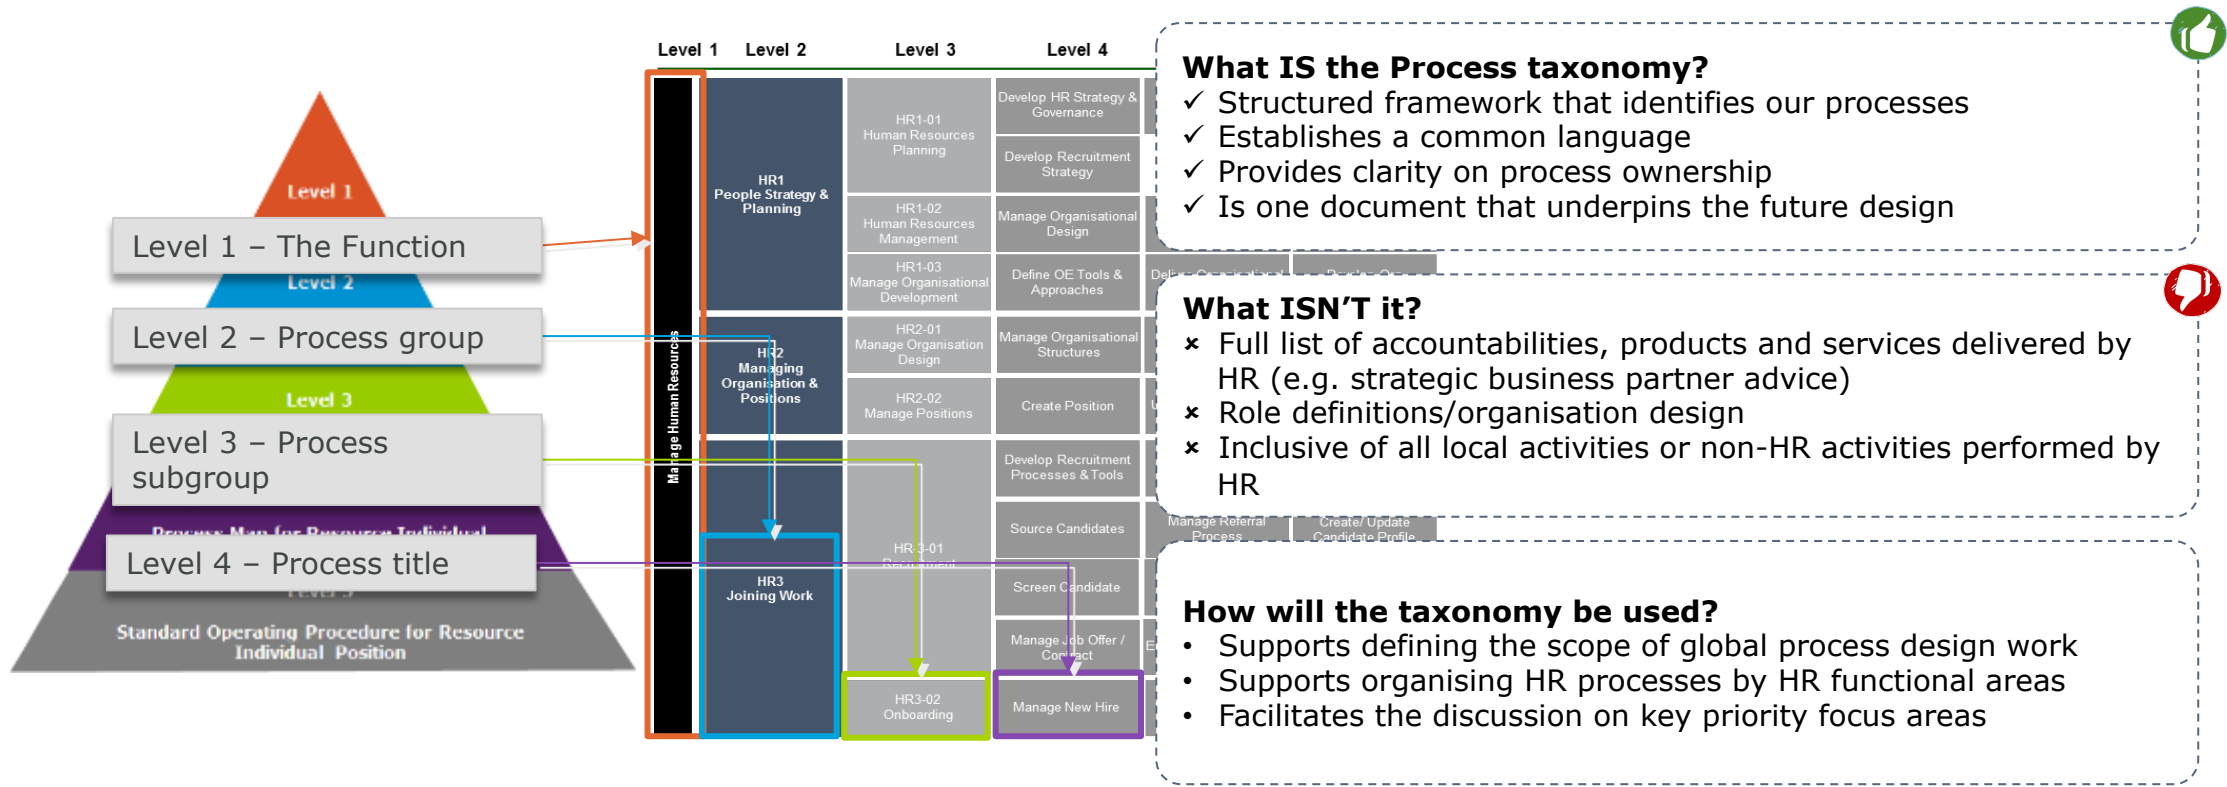 Level 1
Level 1 – The Function
Level 2
Level 2 – Process group
Level 3
Level 3 – Process
subgroup
Process Map for Resource Individual
Level 4 – Process title
Standard Operating Procedure for Resource
Individual Position
Level 1 Level 2 Level 3 Level 4
Manage Human Resources
HR1
People Strategy &
Planning
HR2
Managing
Organisation &
Positions
HR3
Joining Work
HR1-01
Human Resources
Planning
HR1-02
Human Resources
Management
HR1-03
Manage Organisational
Development
HR2-01
Manage Organisation
Design
HR2-02
Manage Positions
HR-3-01
Recruitment
HR3-02
Onboarding
Develop HR Strategy &
Governance
Develop Recruitment
Strategy
Manage Organisational
Design
Define OE Tools &
Approaches
Manage Organisational
Structures
Create Position
Develop Recruitment
Processes & Tools
Source Candidates
Screen Candidate
Manage Job Offer /
Contract
Manage New Hire
Manage Referral
Process
Create/ Update
Candidate Profile
What IS the Process taxonomy?
✓ Structured framework that identifies our processes
✓ Establishes a common language
✓ Provides clarity on process ownership
✓ Is one document that underpins the future design
What ISN’T it?
× Full list of accountabilities, products and services delivered by
HR (e.g. strategic business partner advice)
× Role definitions/organisation design
× Inclusive of all local activities or non-HR activities performed by
HR
How will the taxonomy be used?
• Supports defining the scope of global process design work
• Supports organising HR processes by HR functional areas
• Facilitates the discussion on key priority focus areas